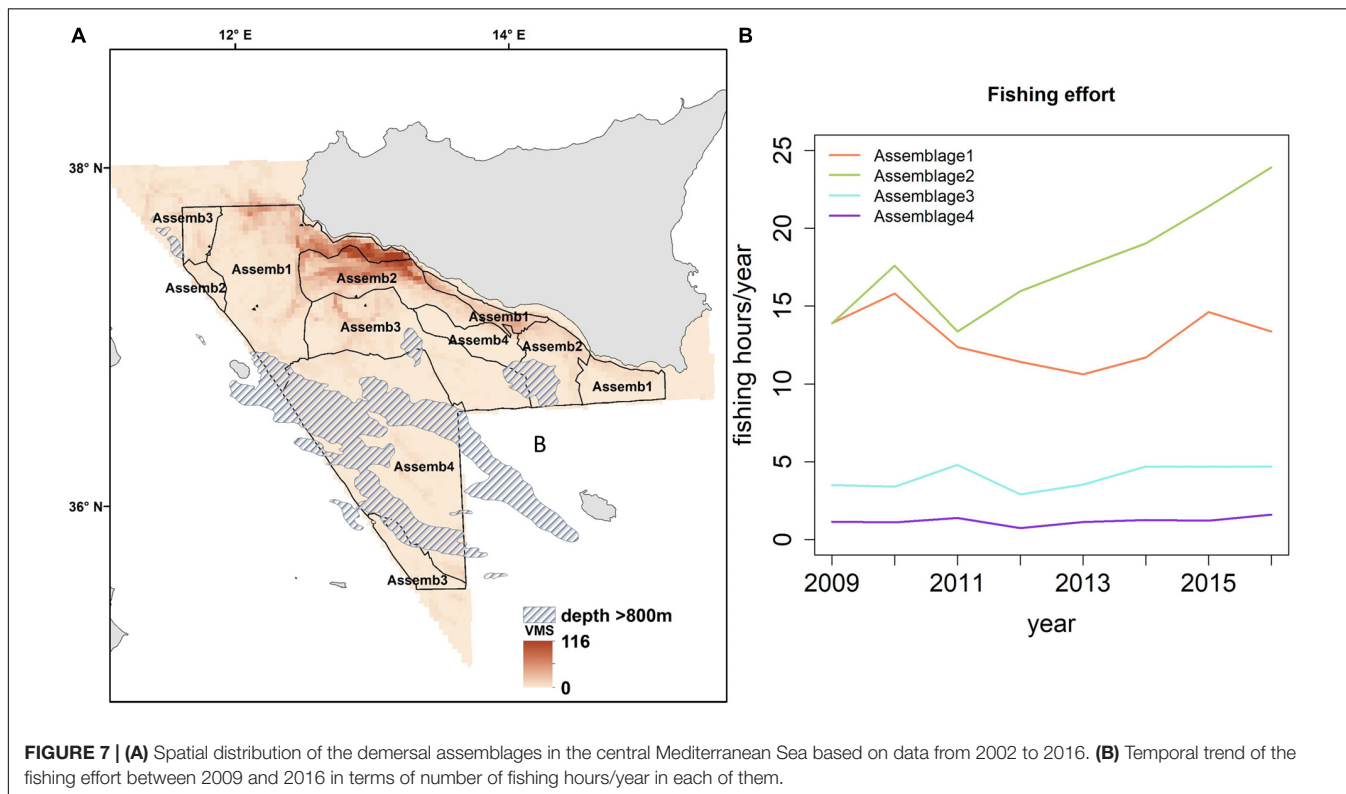 A
12° E
14° E
38° N
36° N
Assemb3
Assemb1
Assemb2
Assemb2
Assemb3
Assemb1
Assemb4
Assemb2
Assemb1
B
Assemb4
Assemb3
depth >800m
VMS
116
0
B
Fishing effort
Assemblage1
Assemblage2
Assemblage3
Assemblage4
fishing hours/year
25
20
15
10
5
0
2009
2011
2013
2015
year
FIGURE 7 | (A) Spatial distribution of the demersal assemblages in the central Mediterranean Sea based on data from 2002 to 2016. (B) Temporal trend of the
fishing effort between 2009 and 2016 in terms of number of fishing hours/year in each of them.